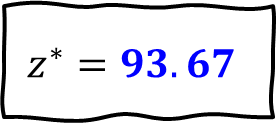 z* = 93.67